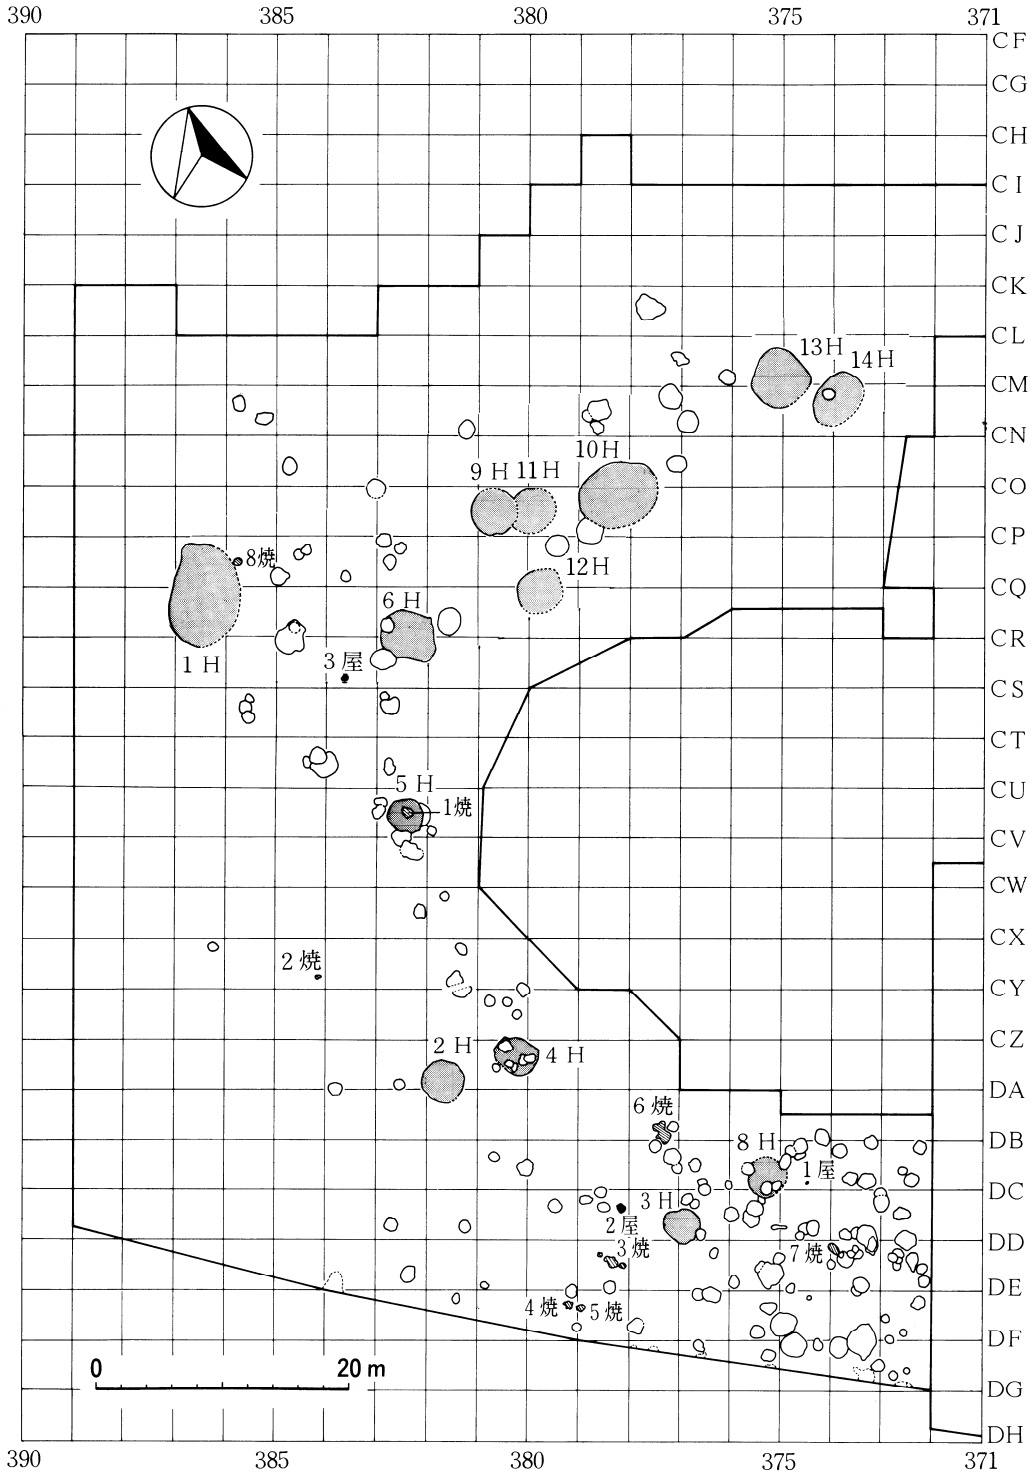 390 385 380 375 371
CF
CG
CH
CI
CJ
CK
CL
13H
14H
CM
CN
10H
9H 11H
CO
CP
8焼
12H
CQ
6H
CR
1H
3屋
CS
CT
5H
CU
1焼
CV
CW
CX
2焼
CY
CZ
2H
4H
DA
6焼
DB
8H
1屋
DC
3H
2屋
DD
3焼
7焼
DE
4焼 5焼
DF
0 20m
DG
DH
390 385 380 375 371